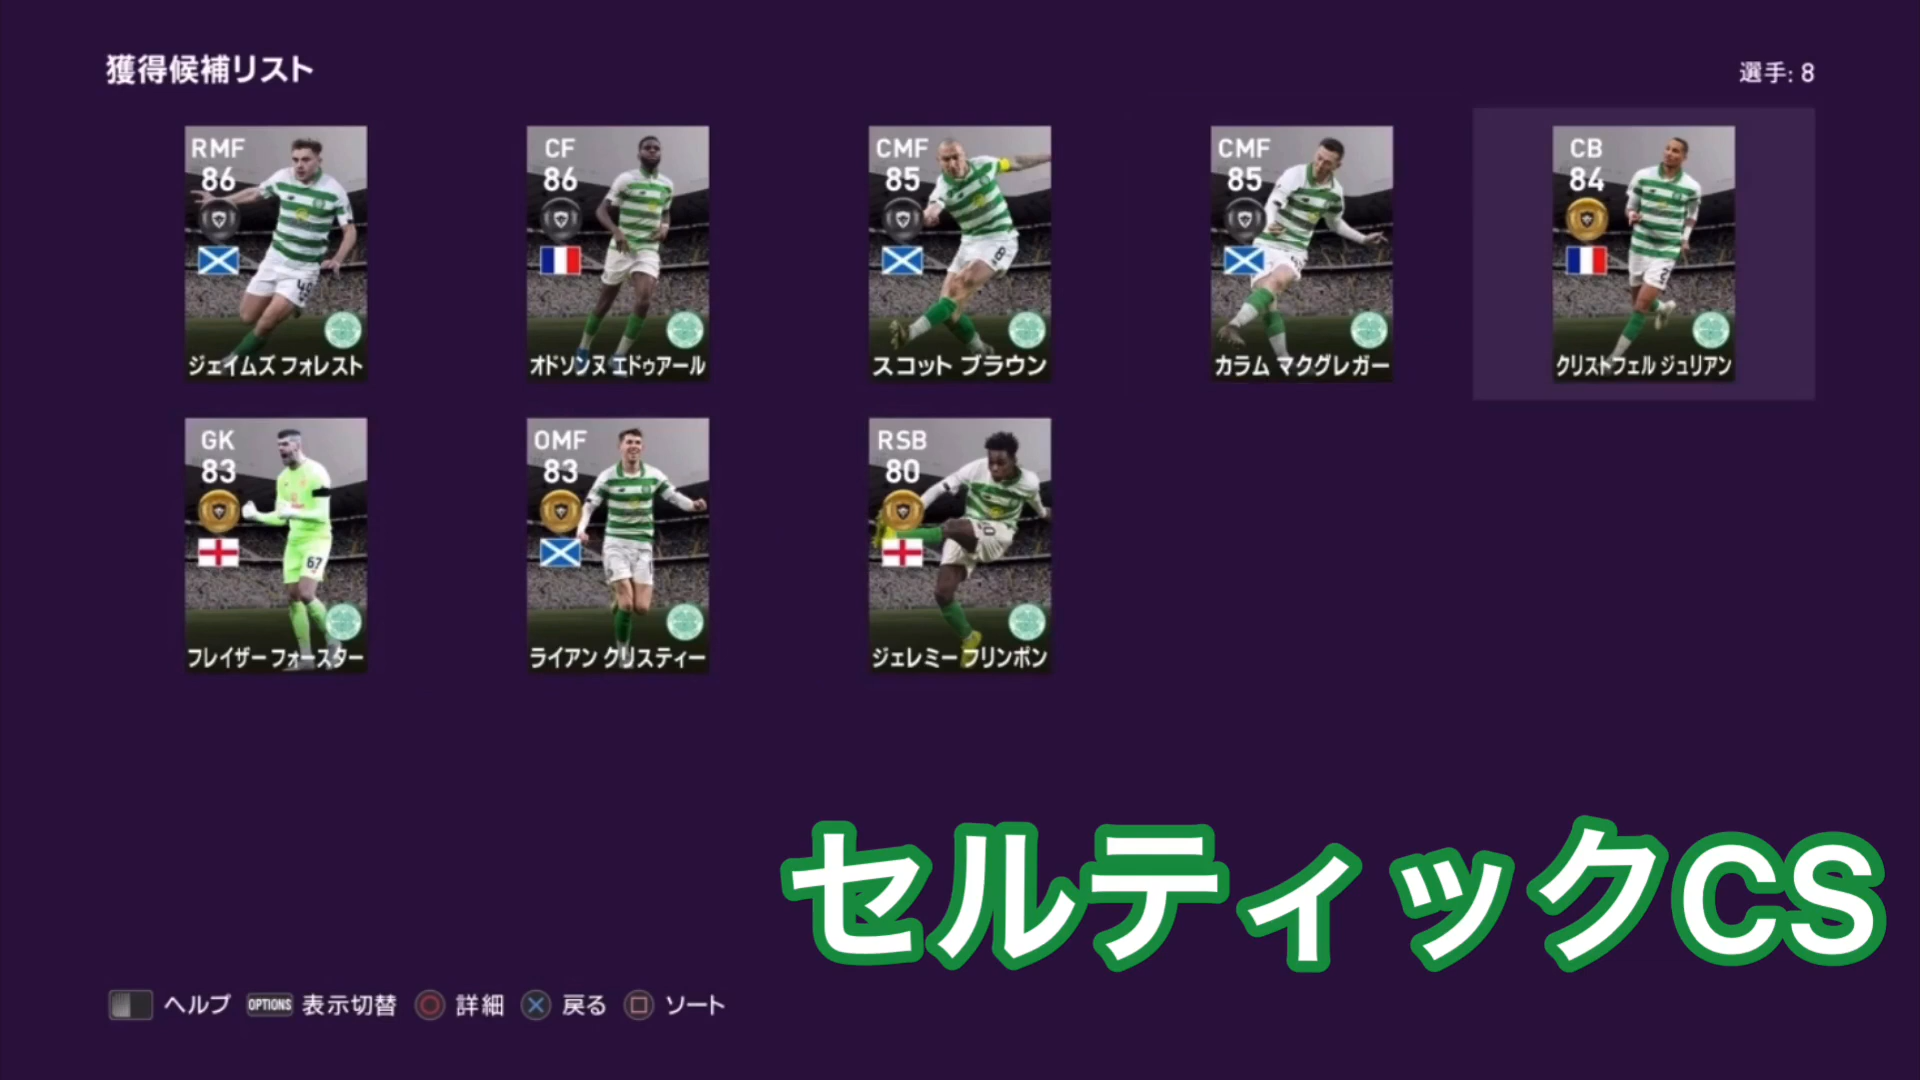 獲得候補リスト
選手: 8
RMF
86
ジェイムズ フォレスト
CF
86
オドソンヌ エドゥアール
CMF
85
8
スコット ブラウン
CMF
85
カラム マクグレガー
CB
84
クリストフェル ジュリアン
GK
83
67
フレイザー フォースター
OMF
83
ライアン クリスティー
RSB
80
ジェレミー フリンポン
セルティックCS
ヘルプ OPTIONS 表示切替 詳細 戻る ソート